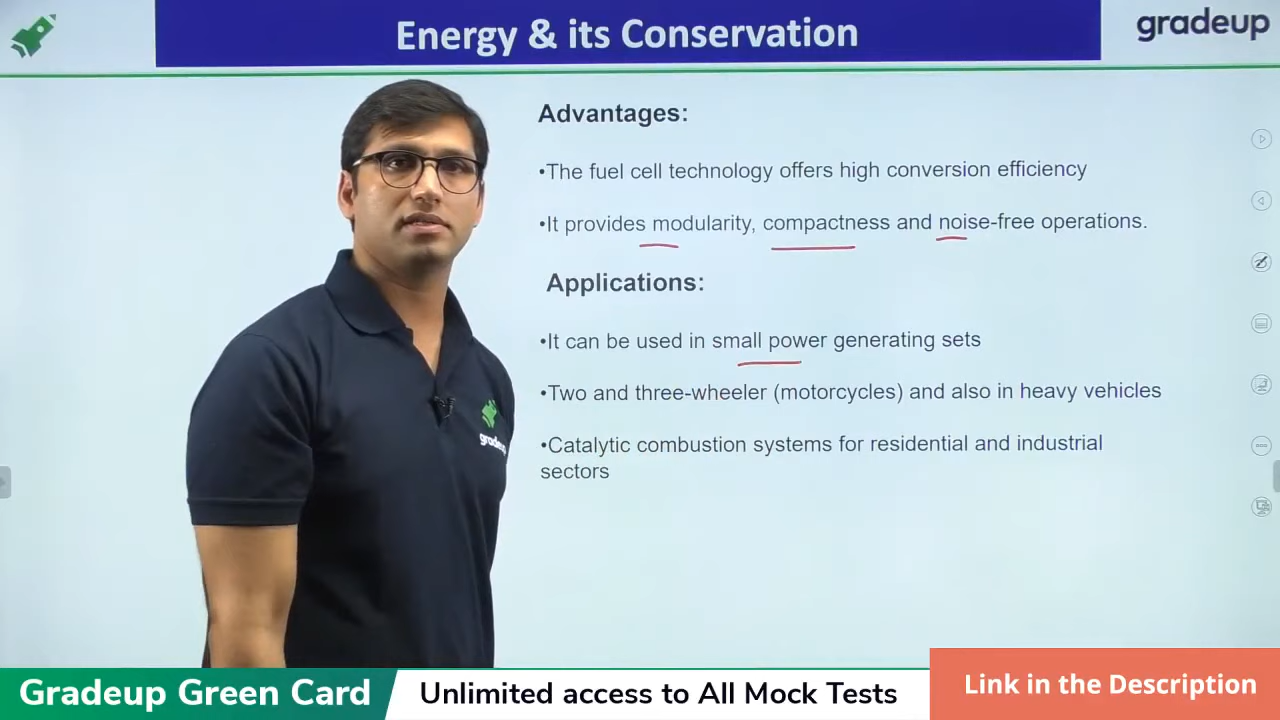 Energy & its Conservation
gradeup
Advantages:
•The fuel cell technology offers high conversion efficiency
•It provides modularity, compactness and noise-free operations.
Applications:
•It can be used in small power generating sets
•Two and three-wheeler (motorcycles) and also in heavy vehicles
•Catalytic combustion systems for residential and industrial
sectors
gradeup
Gradeup Green Card
Unlimited access to All Mock Tests
Link in the Description